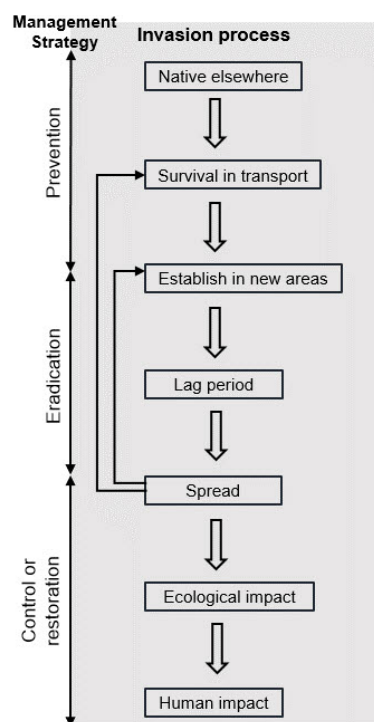 Management
Strategy
Invasion process
Native elsewhere
Prevention
Survival in transport
Establish in new areas
Eradication
Lag period
Spread
Control or
restoration
Ecological impact
Human impact